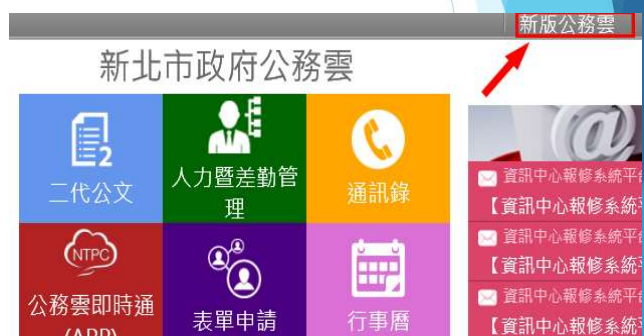 新版公務雲
新北市政府公務雲
2
二代公文
人力暨差勤管
理
通訊錄
@
NTPC
公務雲即時通
(APP)
表單申請
行事曆
資訊中心報修系統平
【資訊中心報修系統
資訊中心報修系統平
【資訊中心報修系統
資訊中心報修系統平
【資訊中心報修系統